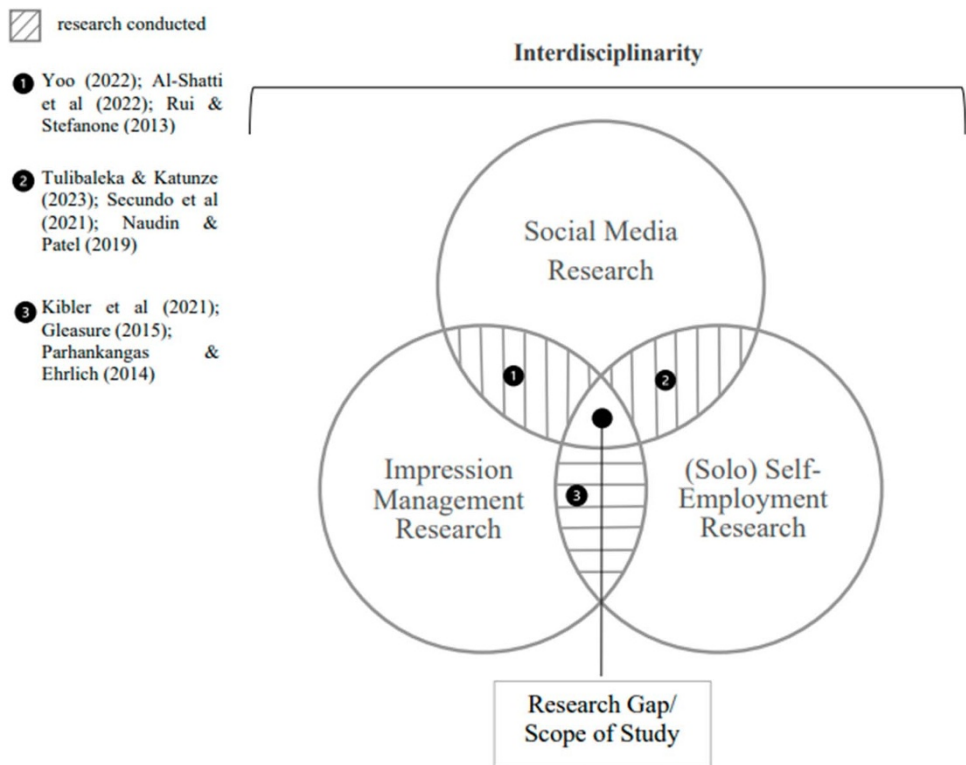 research conducted
1 Yoo (2022); Al-Shatti
et al (2022); Rui &
Stefanone (2013)
2 Tulibaleka & Katunze
(2023); Secundo et al
(2021); Naudin &
Patel (2019)
3 Kibler et al (2021);
Gleasure (2015);
Parhankangas &
Ehrlich (2014)
Interdisciplinarity
Social Media
Research
1
2
Impression
Management
Research
3
(Solo) Self-
Employment
Research
Research Gap/
Scope of Study